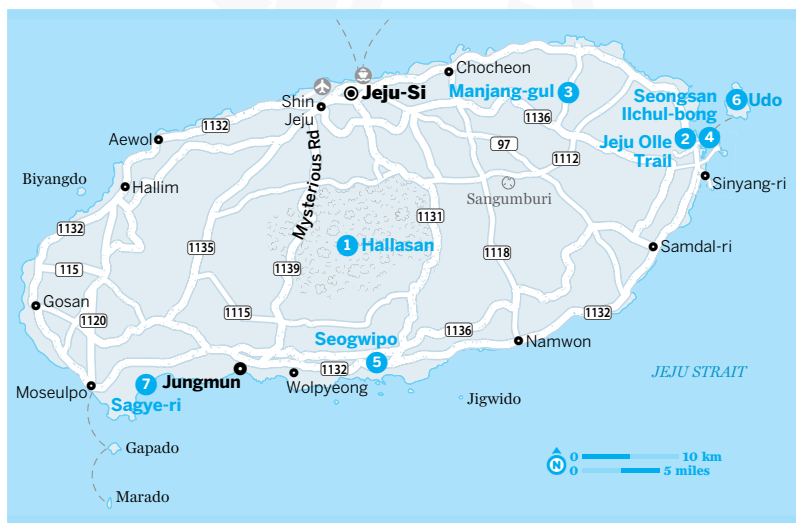 Chocheon
Jeju-Si
Manjang-gul 3
Shin
Jeju
Seongsan
Ilchul-bong
6 Udo
1132
1136
Aewol
97
Jeju Olle
Trail
2
4
1112
Mysterious Rd
Biyangdo
Hallim
Sangumburi
Sinyang-ri
1132
1131
1135
1 Hallasan
Samdal-ri
1118
115
1139
Gosan
1120
1115
1132
Seogwipo
1136
5
Namwon
1132
7
Jungmun
Wolpyeong
JEJU STRAIT
Moseulpo
Sagye-ri
Jigwido
Gapado
N
0 10 km
0 5 miles
Marado